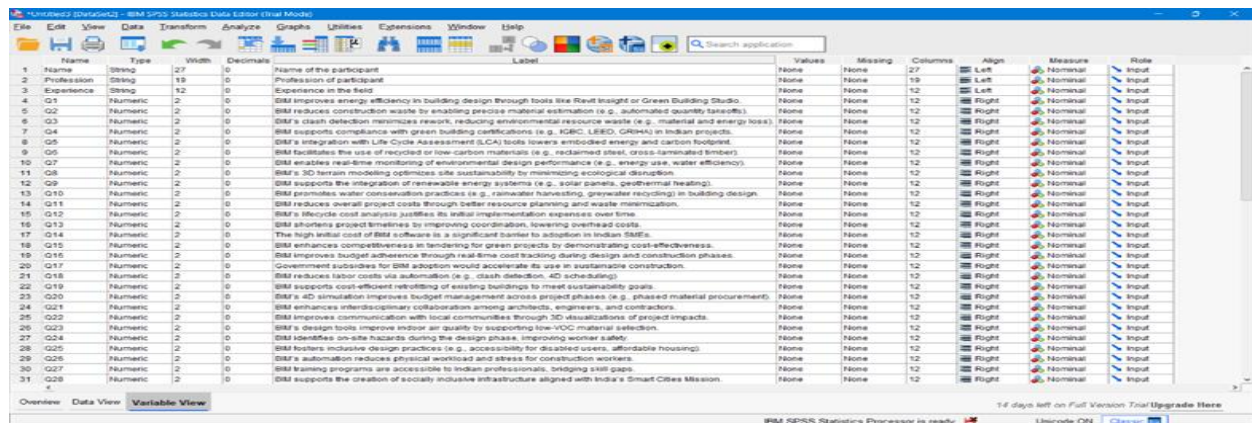 *Untitled3 [DataSet2] - IBM SPSS Statistics Data Editor (Trial Mode)
File Edit View Data Transform Analyze Graphs Utilities Extensions Window Help
Search application
Name Type Width Decimals Label Values Missing Columns Align Measure Role
1 Name String 27 0 Name of the participant None None 27 Left Nominal Input
2 Profession String 19 0 Profession of participant None None 19 Left Nominal Input
3 Experience String 12 0 Experience in the field None None 12 Left Nominal Input
4 Q1 Numeric 2 0 BIM improves energy efficiency in building design through tools like Revit Insight or Green Building Studio. None None 12 Right Nominal Input
5 Q2 Numeric 2 0 BIM reduces construction waste by enabling precise material estimation (e.g., automated quantity takeoffs). None None 12 Right Nominal Input
6 Q3 Numeric 2 0 BIM's clash detection minimizes rework, reducing environmental resource waste (e.g., material and energy loss). None None 12 Right Nominal Input
7 Q4 Numeric 2 0 BIM supports compliance with green building certifications (e.g., IGBC, LEED, GRIHA) in Indian projects. None None 12 Right Nominal Input
8 Q5 Numeric 2 0 BIM's integration with Life Cycle Assessment (LCA) tools lowers embodied energy and carbon footprint. None None 12 Right Nominal Input
9 Q6 Numeric 2 0 BIM facilitates the use of recycled or low-carbon materials (e.g., reclaimed steel, cross-laminated timber). None None 12 Right Nominal Input
10 Q7 Numeric 2 0 BIM enables real-time monitoring of environmental design performance (e.g., energy use, water efficiency). None None 12 Right Nominal Input
11 Q8 Numeric 2 0 BIM's 3D terrain modeling optimizes site sustainability by minimizing ecological disruption. None None 12 Right Nominal Input
12 Q9 Numeric 2 0 BIM supports the integration of renewable energy systems (e.g., solar panels, geothermal heating). None None 12 Right Nominal Input
13 Q10 Numeric 2 0 BIM promotes water conservation practices (e.g., rainwater harvesting, greywater recycling) in building design. None None 12 Right Nominal Input
14 Q11 Numeric 2 0 BIM reduces overall project costs through better resource planning and waste minimization. None None 12 Right Nominal Input
15 Q12 Numeric 2 0 BIM's lifecycle cost analysis justifies its initial implementation expenses over time. None None 12 Right Nominal Input
16 Q13 Numeric 2 0 BIM shortens project timelines by improving coordination, lowering overhead costs. None None 12 Right Nominal Input
17 Q14 Numeric 2 0 The high initial cost of BIM software is a significant barrier to adoption in Indian SMEs. None None 12 Right Nominal Input
18 Q15 Numeric 2 0 BIM enhances competitiveness in tendering for green projects by demonstrating cost-effectiveness. None None 12 Right Nominal Input
19 Q16 Numeric 2 0 BIM improves budget adherence through real-time cost tracking during design and construction phases. None None 12 Right Nominal Input
20 Q17 Numeric 2 0 Government subsidies for BIM adoption would accelerate its use in sustainable construction. None None 12 Right Nominal Input
21 Q18 Numeric 2 0 BIM reduces labor costs via automation (e.g., clash detection, 4D scheduling). None None 12 Right Nominal Input
22 Q19 Numeric 2 0 BIM supports cost-efficient retrofitting of existing buildings to meet sustainability goals. None None 12 Right Nominal Input
23 Q20 Numeric 2 0 BIM's 4D simulation improves budget management across project phases (e.g., phased material procurement). None None 12 Right Nominal Input
24 Q21 Numeric 2 0 BIM enhances interdisciplinary collaboration among architects, engineers, and contractors. None None 12 Right Nominal Input
25 Q22 Numeric 2 0 BIM improves communication with local communities through 3D visualizations of project impacts. None None 12 Right Nominal Input
26 Q23 Numeric 2 0 BIM's design tools improve indoor air quality by supporting low-VOC material selection. None None 12 Right Nominal Input
27 Q24 Numeric 2 0 BIM identifies on-site hazards during the design phase, improving worker safety. None None 12 Right Nominal Input
28 Q25 Numeric 2 0 BIM fosters inclusive design practices (e.g., accessibility for disabled users, affordable housing). None None 12 Right Nominal Input
29 Q26 Numeric 2 0 BIM's automation reduces physical workload and stress for construction workers. None None 12 Right Nominal Input
30 Q27 Numeric 2 0 BIM training programs are accessible to Indian professionals, bridging skill gaps. None None 12 Right Nominal Input
31 Q28 Numeric 2 0 BIM supports the creation of socially inclusive infrastructure aligned with India's Smart Cities Mission. None None 12 Right Nominal Input
Overview Data View Variable View
14 days left on Full Version Trial Upgrade Here
IBM SPSS Statistics Processor is ready Unicode:ON Classic